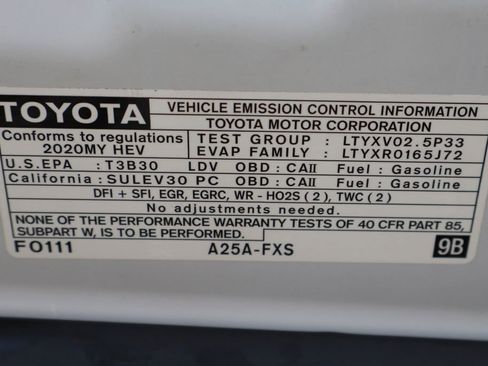 TOYOTA
VEHICLE EMISSION CONTROL INFORMATION
TOYOTA MOTOR CORPORATION
Conforms to regulations
2020MY HEV
TEST GROUP : LTYXV02.5P33
EVAP FAMILY : LTYXR0165J72
U.S.EPA : T3B30 LDV OBD : CAII Fuel : Gasoline
California : SULEV30 PC OBD : CAII Fuel : Gasoline
DFI + SFI, EGR, EGRC, WR - HO2S ( 2 ), TWC ( 2 )
No adjustments needed.
NONE OF THE PERFORMANCE WARRANTY TESTS OF 40 CFR PART 85,
SUBPART W, IS TO BE PERFORMED.
FO111 A25A-FXS 9B